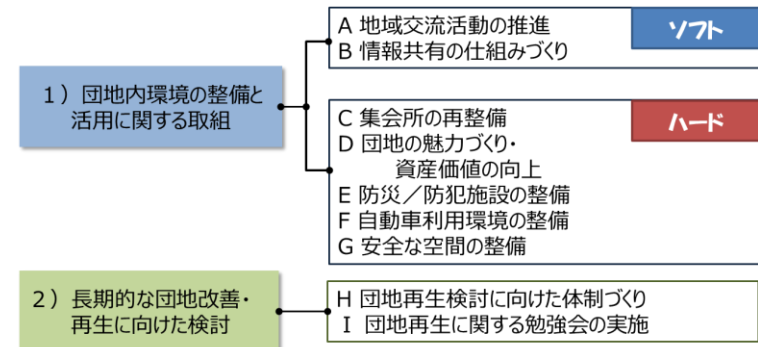 1）団地内環境の整備と
活用に関する取組
ソフト
A 地域交流活動の推進
B 情報共有の仕組みづくり
ハード
C 集会所の再整備
D 団地の魅力づくり・
資産価値の向上
E 防災／防犯施設の整備
F 自動車利用環境の整備
G 安全な空間の整備
2）長期的な団地改善・
再生に向けた検討
H 団地再生検討に向けた体制づくり
I 団地再生に関する勉強会の実施